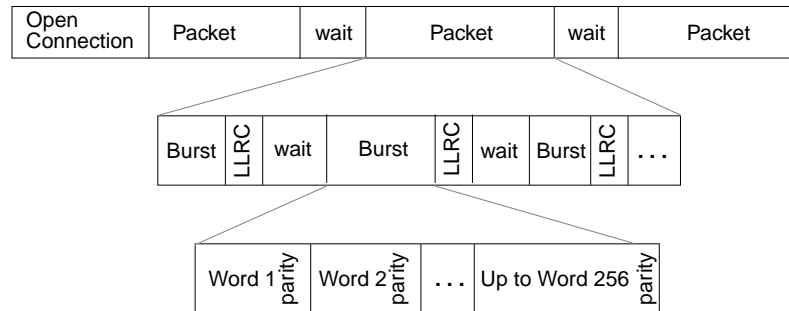 Open
Connection
Packet
wait
Packet
wait
Packet
Burst
LLRC
wait
Burst
LLRC
wait
Burst
LLRC
...
Word 1
parity
Word 2
parity
...
Up to Word 256
parity